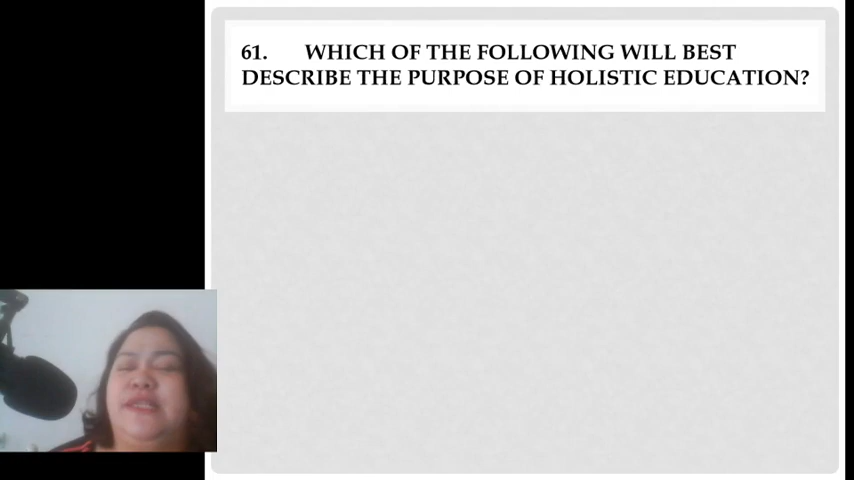 61. WHICH OF THE FOLLOWING WILL BEST
DESCRIBE THE PURPOSE OF HOLISTIC EDUCATION?